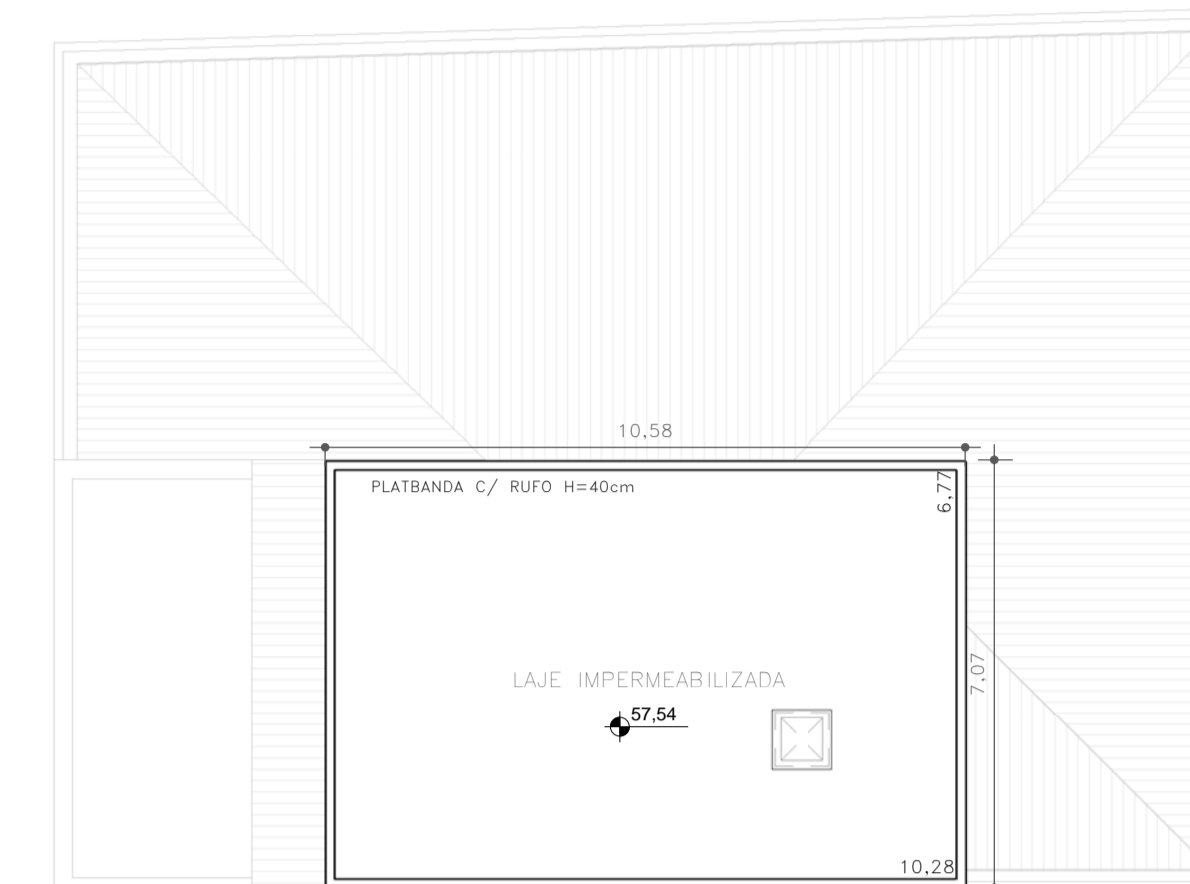 10,58
PLATBANDA C/ RUFO H=40cm
6,77
7,07
LAJE IMPERMEABILIZADA
57,54
10,28